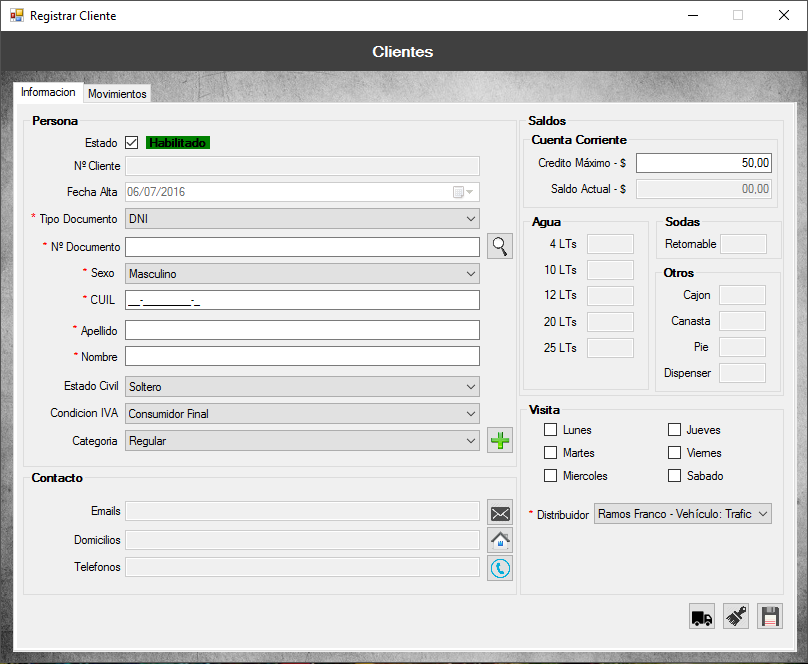 Registrar Cliente
Clientes
Informacion
Movimientos
Persona
Estado
Habilitado
Nº Cliente
Fecha Alta 06/07/2016
* Tipo Documento DNI
* Nº Documento
* Sexo Masculino
* CUIL __-________-_
* Apellido
* Nombre
Estado Civil Soltero
Condicion IVA Consumidor Final
Categoria Regular
Contacto
Emails
Domicilios
Telefonos
Saldos
Cuenta Corriente
Credito Máximo - $ 50,00
Saldo Actual - $ 00,00
Agua
4 LTs
10 LTs
12 LTs
20 LTs
25 LTs
Sodas
Retornable
Otros
Cajon
Canasta
Pie
Dispenser
Visita
Lunes
Martes
Miercoles
Jueves
Viernes
Sabado
* Distribuidor Ramos Franco - Vehículo: Trafic